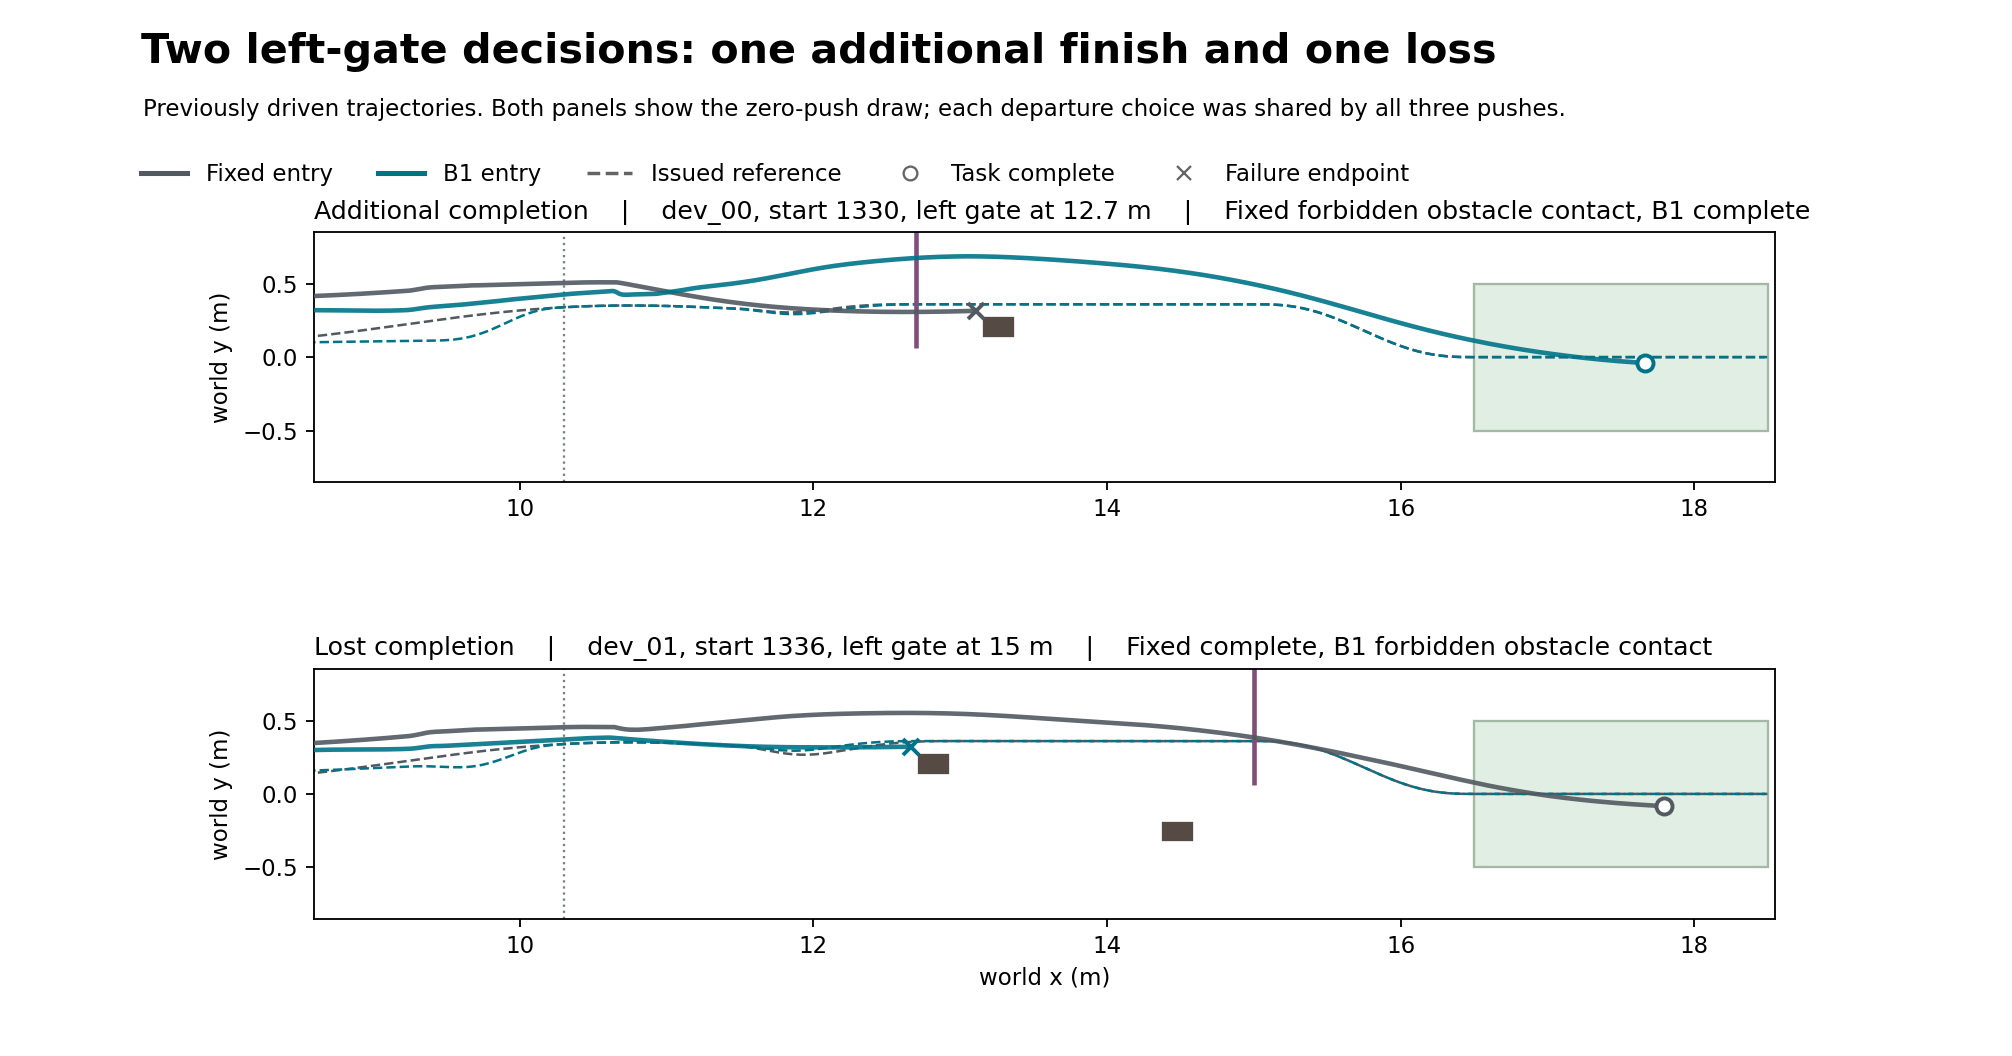 Two left-gate decisions: one additional finish and one loss
Previously driven trajectories. Both panels show the zero-push draw; each departure choice was shared by all three pushes.
Fixed entry B1 entry Issued reference Task complete Failure endpoint
Additional completion | dev_00, start 1330, left gate at 12.7 m | Fixed forbidden obstacle contact, B1 complete
world y (m)
0.5
0.0
−0.5
10 12 14 16 18
Lost completion | dev_01, start 1336, left gate at 15 m | Fixed complete, B1 forbidden obstacle contact
world y (m)
0.5
0.0
−0.5
10 12 14 16 18
world x (m)